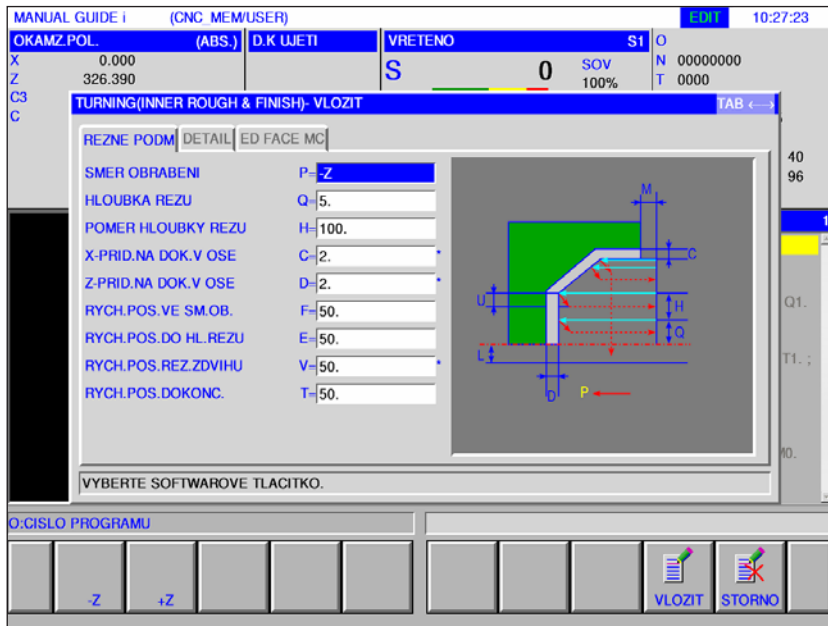 MANUAL GUIDE i (CNC_MEM/USER) EDIT 10:27:23
OKAMZ.POL. (ABS.) D.K UJETI VRETENO S1 O
X 0.000
Z 326.390
C3
C
S 0 SOV 100%
N 00000000
T 0000
TURNING(INNER ROUGH & FINISH)- VLOZIT TAB ←→
REZNE PODM DETAIL ED FACE MC
SMER OBRABENI P=-Z
HLOUBKA REZU Q=5.
POMER HLOUBKY REZU H=100.
X-PRID.NA DOK.V OSE C=2. *
Z-PRID.NA DOK.V OSE D=2. *
RYCH.POS.VE SM.OB. F=50.
RYCH.POS.DO HL.REZU E=50.
RYCH.POS.REZ.ZDVIHU V=50. *
RYCH.POS.DOKONC. T=50.
M
C
U
H
Q
L
D
P
40
96
1
Q1.
T1. ;
M0.
VYBERTE SOFTWAROVE TLACITKO.
O:CISLO PROGRAMU
-Z +Z VLOZIT STORNO